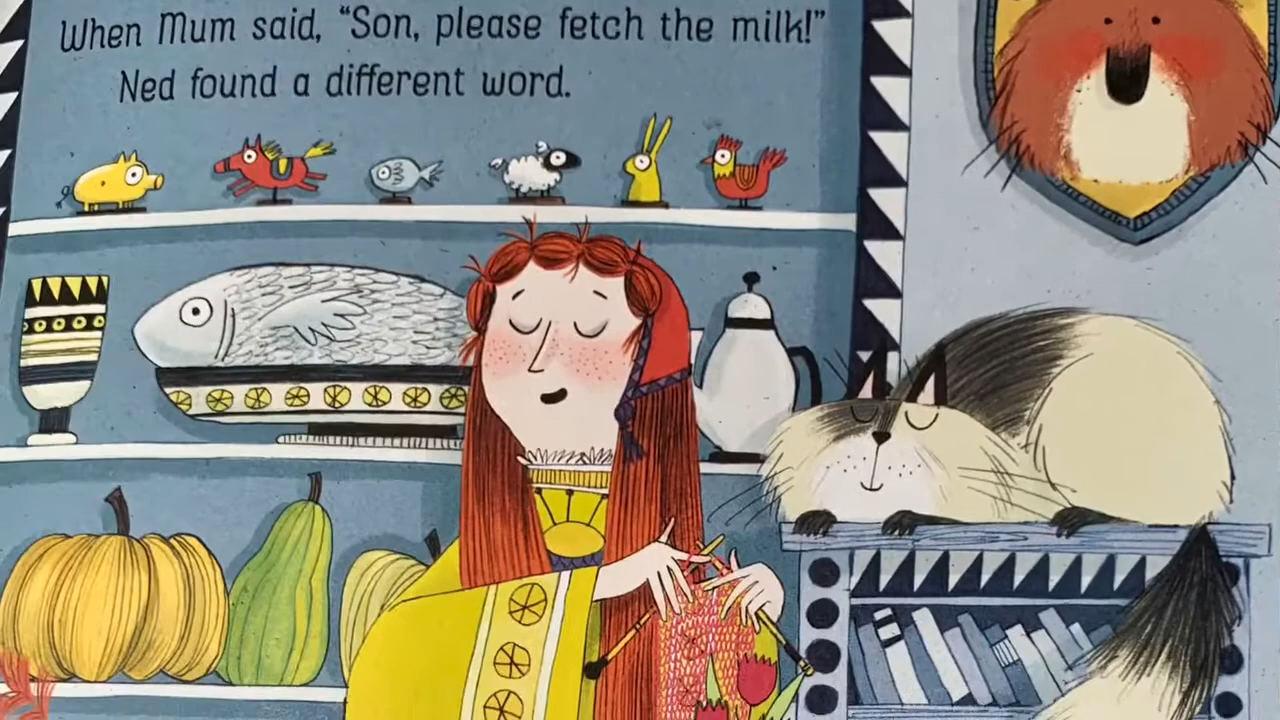 When Mum said, “Son, please fetch the milk!”
Ned found a different word.